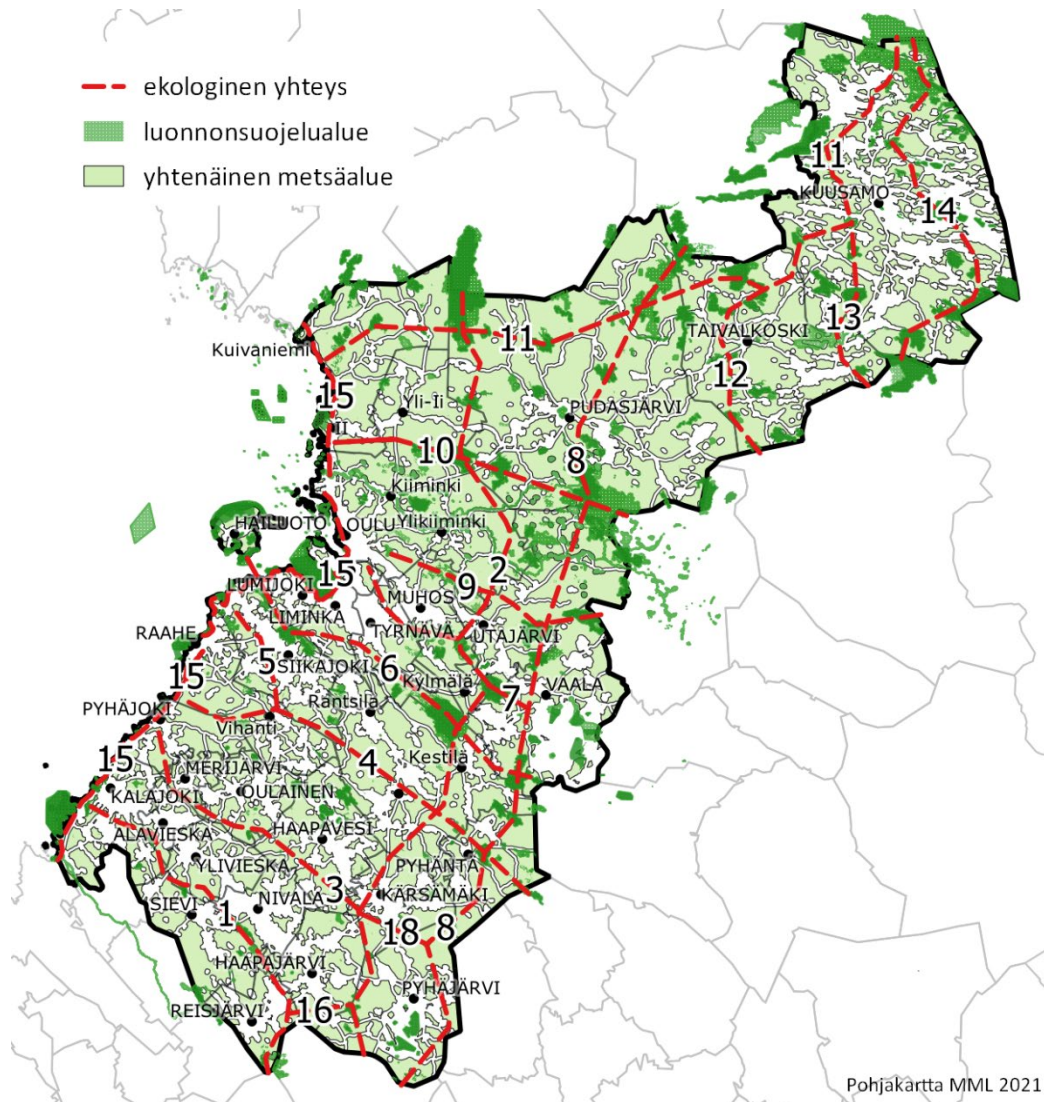 ekologinen yhteys
luonnonsuojelualue
yhtenäinen metsäalue
11
KUUSAMO
14
11
13
TAIVALKOSKI
Kuivaniemi
15
12
Yli-Ii
PUDASJÄRVI
II
10
8
Kiiminki
HAILUOTO
OULU
Ylikiiminki
15
2
LUMIJOKI
9
MUHOS
LIMINKA
TYRNÄVÄ
UTAJÄRVI
RAAHE
5
SIIKAJOKI
6
15
Kylmälä
7
VAALA
PYHÄJOKI
Vihanti
Rantsila
15
4
Kestilä
MERIJÄRVI
KALAJOKI
OULAINEN
ALAVIESKA
HAAPAVESI
YLIVIESKA
PYHÄNTÄ
3
KÄRSÄMÄKI
SIEVI
1
NIVALA
18
8
HAAPAJÄRVI
PYHÄJÄRVI
REISJÄRVI
16
Pohjakartta MML 2021